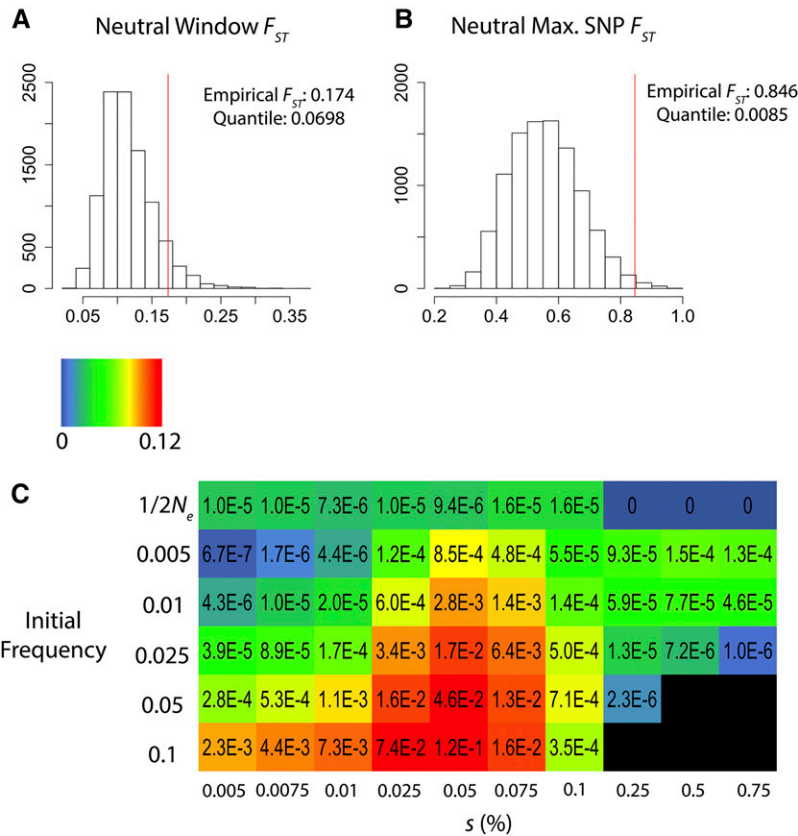 A
Neutral Window F_ST
2500
1500
500
0
0.05 0.15 0.25 0.35
Empirical F_ST: 0.174
Quantile: 0.0698
B
Neutral Max. SNP F_ST
2000
1000
0
0.2 0.4 0.6 0.8 1.0
Empirical F_ST: 0.846
Quantile: 0.0085
0 0.12
C
Initial
Frequency
1/2N_e 1.0E-5 1.0E-5 7.3E-6 1.0E-5 9.4E-6 1.6E-5 1.6E-5 0 0 0
0.005 6.7E-7 1.7E-6 4.4E-6 1.2E-4 8.5E-4 4.8E-4 5.5E-5 9.3E-5 1.5E-4 1.3E-4
0.01 4.3E-6 1.0E-5 2.0E-5 6.0E-4 2.8E-3 1.4E-3 1.4E-4 5.9E-5 7.7E-5 4.6E-5
0.025 3.9E-5 8.9E-5 1.7E-4 3.4E-3 1.7E-2 6.4E-3 5.0E-4 1.3E-5 7.2E-6 1.0E-6
0.05 2.8E-4 5.3E-4 1.1E-3 1.6E-2 4.6E-2 1.3E-2 7.1E-4 2.3E-6
0.1 2.3E-3 4.4E-3 7.3E-3 7.4E-2 1.2E-1 1.6E-2 3.5E-4
0.005 0.0075 0.01 0.025 0.05 0.075 0.1 0.25 0.5 0.75
s (%)